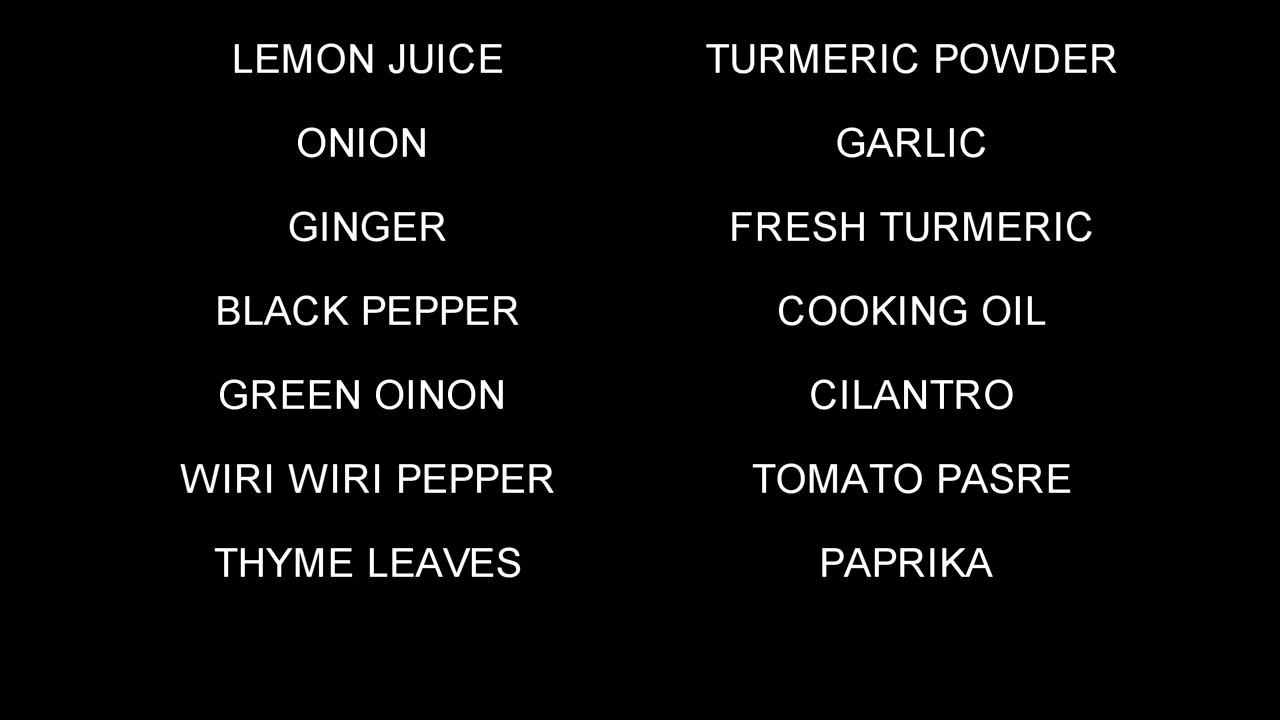 LEMON JUICE
TURMERIC POWDER
ONION
GARLIC
GINGER
FRESH TURMERIC
BLACK PEPPER
COOKING OIL
GREEN OINON
CILANTRO
WIRI WIRI PEPPER
TOMATO PASRE
THYME LEAVES
PAPRIKA